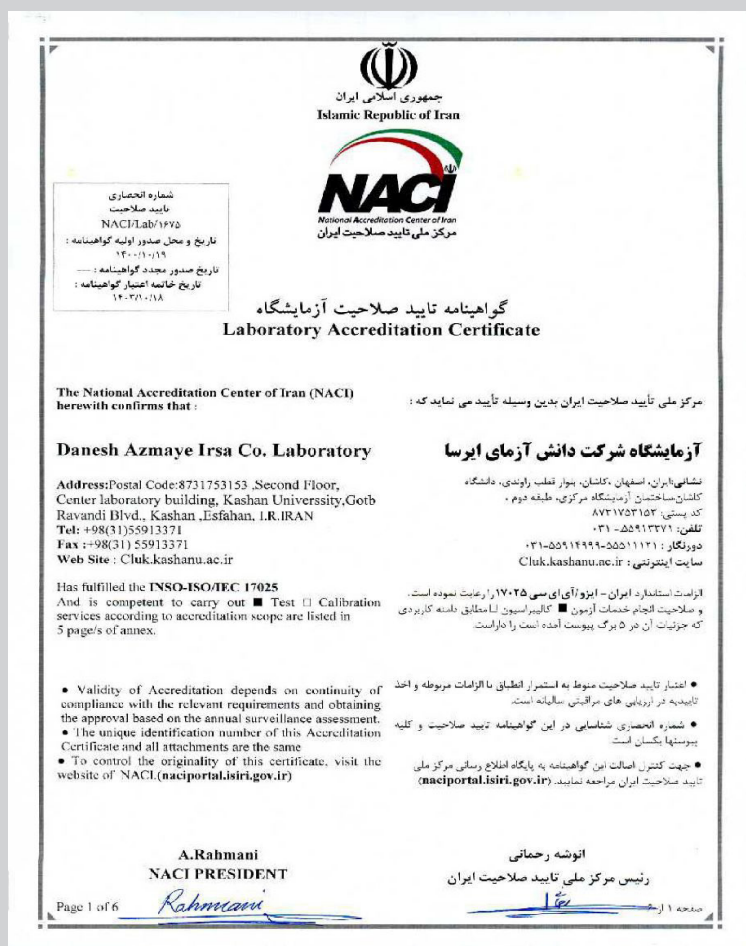 جمهوری اسلامی ایران
Islamic Republic of Iran
NACI
National Accreditation Center of Iran
مرکز ملی تایید صلاحیت ایران
شماره انحصاری
تایید صلاحیت
NACI/Lab/۱۶۷۵
تاریخ و محل صدور اولیه گواهینامه :
۱۴۰۰/۱۰/۱۹
تاریخ صدور مجدد گواهینامه : ---
تاریخ خاتمه اعتبار گواهینامه :
۱۴۰۳/۱۰/۱۸
گواهینامه تایید صلاحیت آزمایشگاه
Laboratory Accreditation Certificate
The National Accreditation Center of Iran (NACI)
herewith confirms that :
مرکز ملی تأیید صلاحیت ایران بدین وسیله تأیید می نماید که :
Danesh Azmaye Irsa Co. Laboratory
Address:Postal Code:8731753153 ,Second Floor,
Center laboratory building, Kashan Universsity,Gotb
Ravandi Blvd., Kashan ,Esfahan, I.R.IRAN
Tel: +98(31)55913371
Fax :+98(31) 55913371
Web Site : Cluk.kashanu.ac.ir
Has fulfilled the INSO-ISO/IEC 17025
And is competent to carry out ■ Test □ Calibration
services according to accreditation scope are listed in
5 page/s of annex.
آزمایشگاه شرکت دانش آزمای ایرسا
نشانی:ایران، اصفهان ،کاشان، بلوار قطب راوندی، دانشگاه
کاشان،ساختمان آزمایشگاه مرکزی، طبقه دوم ،
کد پستی: ۸۷۳۱۷۵۳۱۵۳
تلفن: ۵۵۹۱۳۳۷۱- ۰۳۱
دورنگار : ۵۵۵۱۱۱۲۱-۵۵۹۱۴۹۹۹-۰۳۱
سایت اینترنتی : Cluk.kashanu.ac.ir
الزامات استاندارد ایران - ایزو/آی ای سی ۱۷۰۲۵ را رعایت نموده است.
و صلاحیت انجام خدمات آزمون ■ کالیبراسیون □ مطابق دامنه کاربردی
که جزئیات آن در ۵ برگ پیوست آمده است را داراست.
● Validity of Accreditation depends on continuity of
compliance with the relevant requirements and obtaining
the approval based on the annual surveillance assessment.
● The unique identification number of this Accreditation
Certificate and all attachments are the same
● To control the originality of this certificate, visit the
website of NACI.(naciportal.isiri.gov.ir)
● اعتبار تایید صلاحیت منوط به استمرار انطباق با الزامات مربوطه و اخذ
تاییدیه در ارزیابی های مراقبتی سالیانه است.
● شماره انحصاری شناسایی در این گواهینامه تایید صلاحیت و کلیه
پیوستها یکسان است
● جهت کنترل اصالت این گواهینامه به پایگاه اطلاع رسانی مرکز ملی
تایید صلاحیت ایران مراجعه نمایید. (naciportal.isiri.gov.ir)
A.Rahmani
NACI PRESIDENT
Rahmani
Page 1 of 6
انوشه رحمانی
رئیس مرکز ملی تایید صلاحیت ایران
صفحه ۱ از ۶